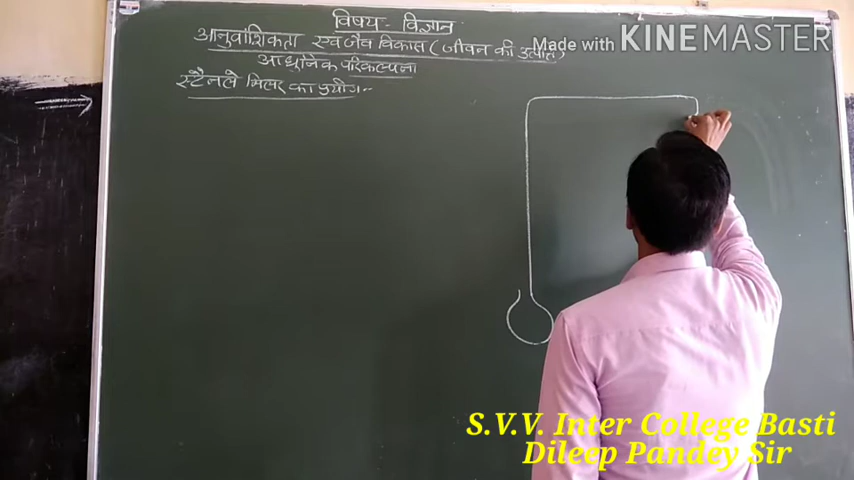 विषय - विज्ञान
आनुवांशिकता एवं जैव विकास (जीवन की उत्पत्ति)
आधुनिक परिकल्पना
स्टैनले मिलर का प्रयोग -
Made with KINEMASTER
S.V.V. Inter College Basti
Dileep Pandey Sir